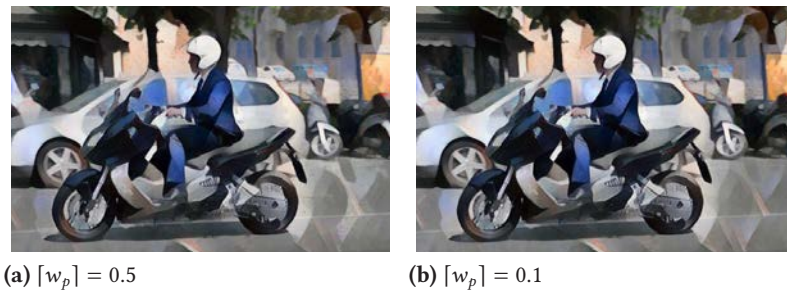 (a) ⌈w_p⌉ = 0.5
(b) ⌈w_p⌉ = 0.1